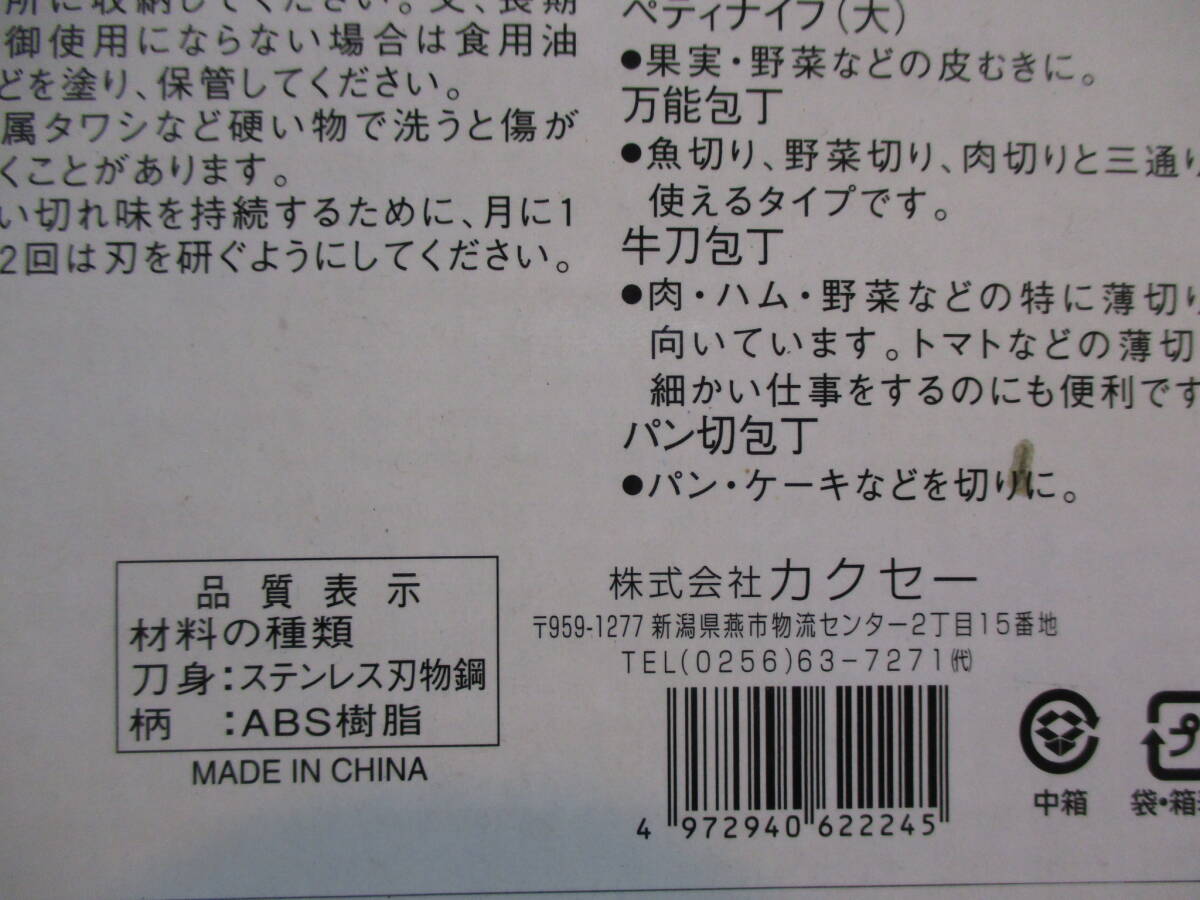 所に収納してください。又、長期
御使用にならない場合は食用油
どを塗り、保管してください。
属タワシなど硬い物で洗うと傷が
くことがあります。
い切れ味を持続するために、月に1
2回は刃を研ぐようにしてください。
ペティナイフ(大)
●果実・野菜などの皮むきに。
万能包丁
●魚切り、野菜切り、肉切りと三通り
使えるタイプです。
牛刀包丁
●肉・ハム・野菜などの特に薄切り
向いています。トマトなどの薄切
細かい仕事をするのにも便利です
パン切包丁
●パン・ケーキなどを切りに。
品質表示
材料の種類
刀身:ステンレス刃物鋼
柄 :ABS樹脂
MADE IN CHINA
株式会社カクセー
〒959-1277 新潟県燕市物流センター2丁目15番地
TEL(0256)63-7271㈹
4 972940 622245
中箱
プ
袋・箱